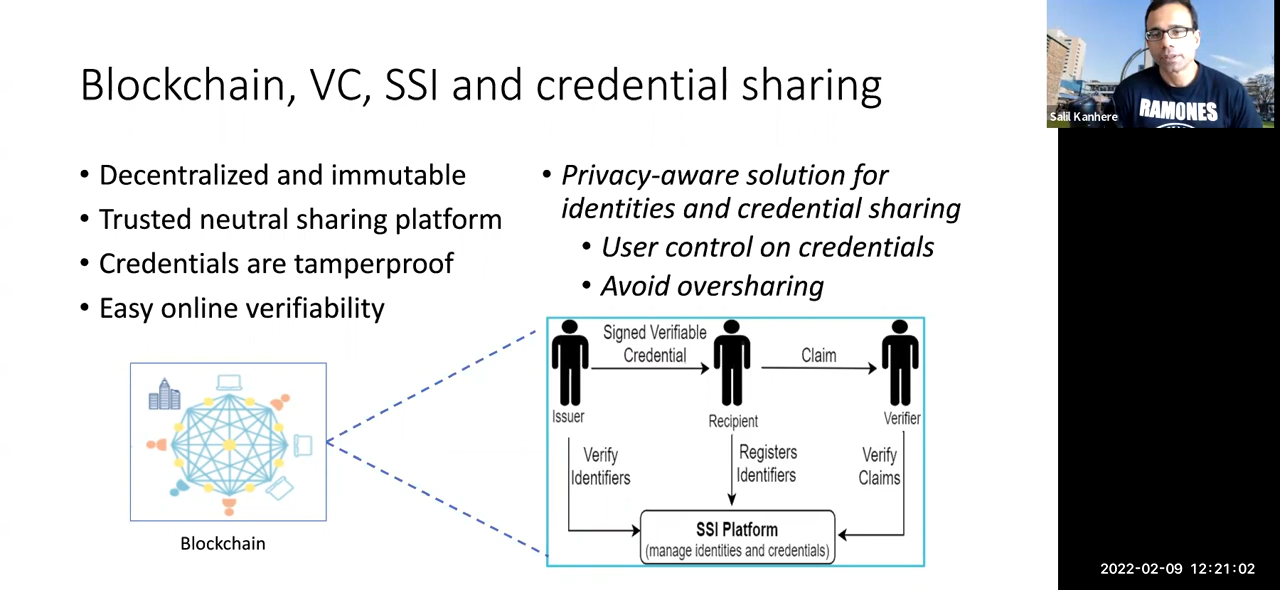 Blockchain, VC, SSI and credential sharing
• Decentralized and immutable
• Trusted neutral sharing platform
• Credentials are tamperproof
• Easy online verifiability
• Privacy-aware solution for
identities and credential sharing
• User control on credentials
• Avoid oversharing
Blockchain
Signed Verifiable
Credential
Claim
Issuer
Recipient
Verifier
Verify
Identifiers
Registers
Identifiers
Verify
Claims
SSI Platform
(manage identities and credentials)
RAMONES
Salil Kanhere
2022-02-09 12:21:02